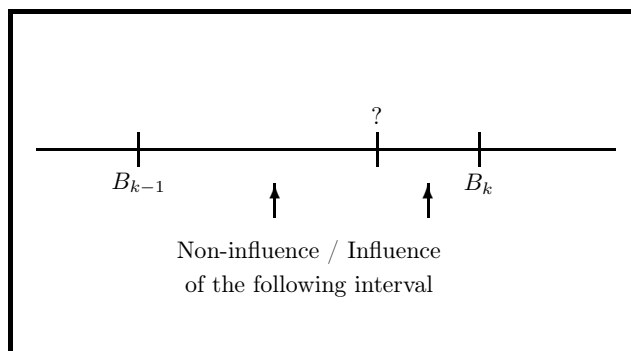 ?
B_{k-1} B_k
Non-influence / Influence
of the following interval